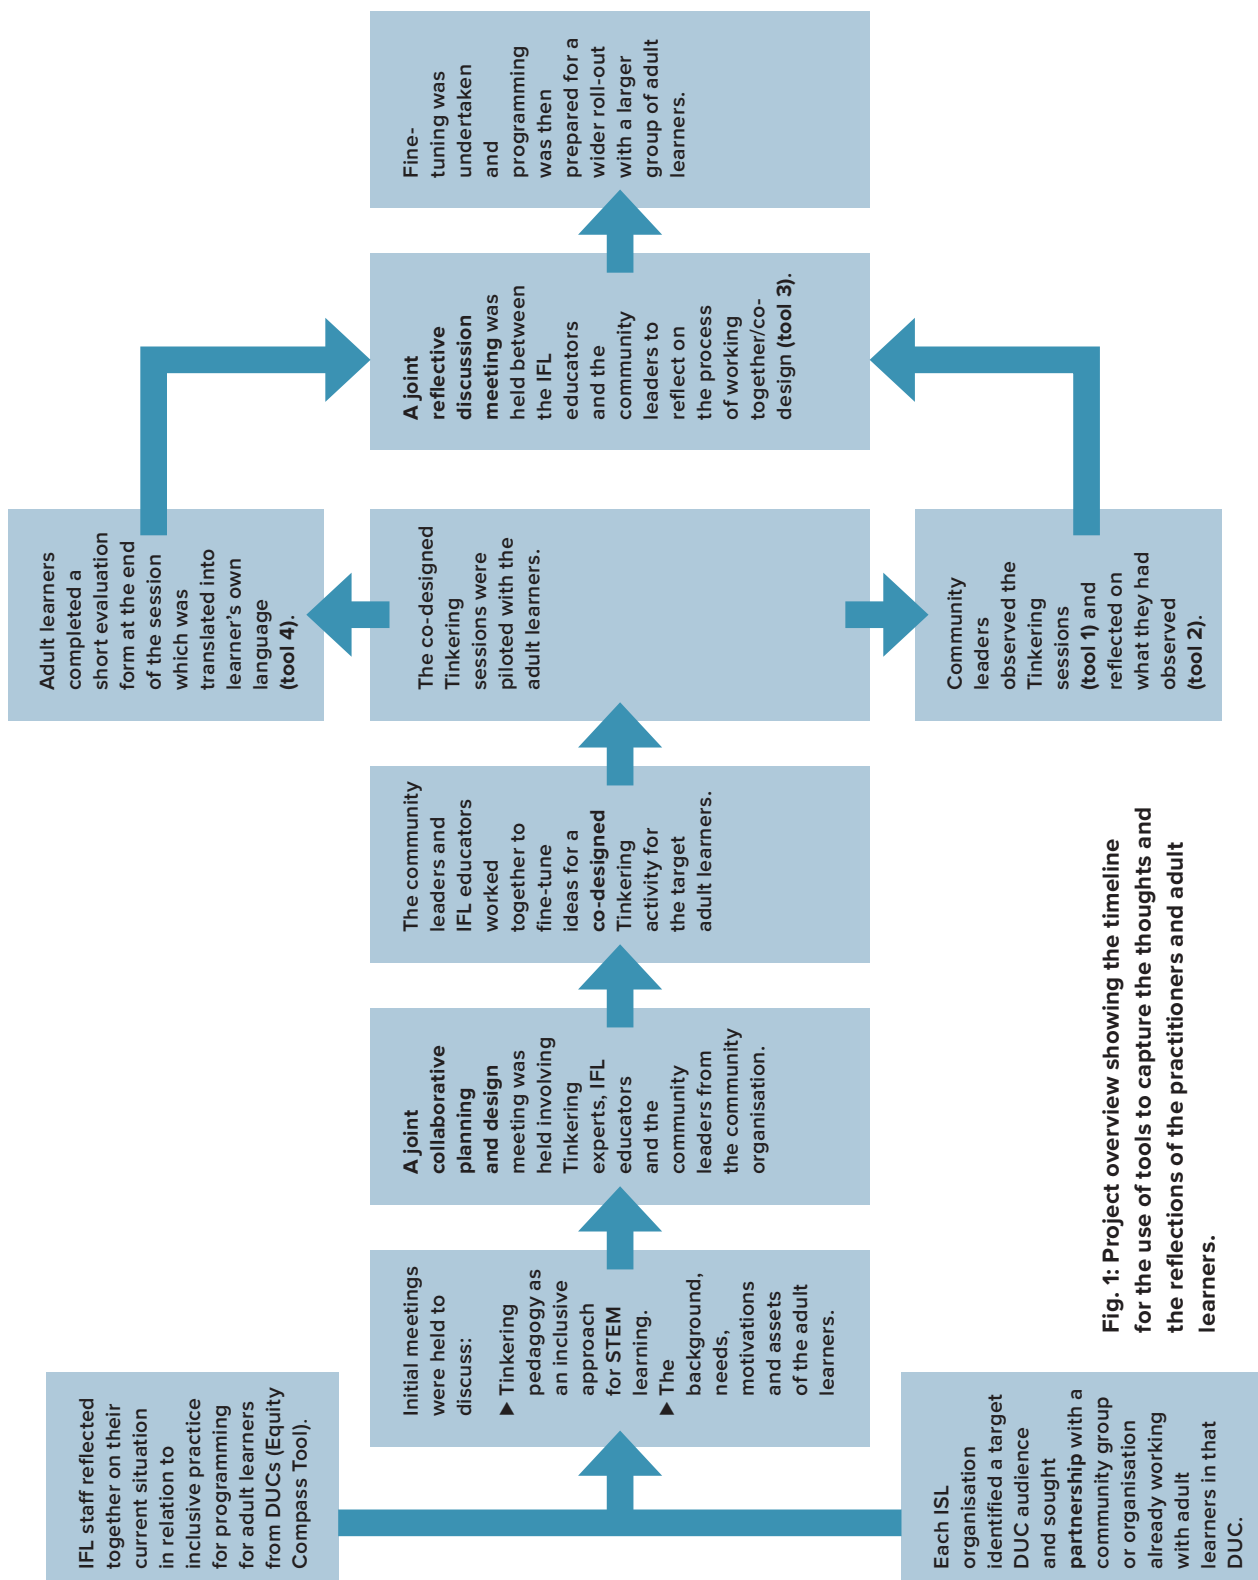 IFL staff reflected
together on their
current situation
in relation to
inclusive practice
for programming
for adult learners
from DUCs (Equity
Compass Tool).
Each ISL
organisation
identified a target
DUC audience
and sought
partnership with a
community group
or organisation
already working
with adult
learners in that
DUC.
Initial meetings
were held to
discuss:
▶ Tinkering
pedagogy as
an inclusive
approach
for STEM
learning.
▶ The
background,
needs,
motivations
and assets
of the adult
learners.
A joint
collaborative
planning
and design
meeting was
held involving
Tinkering
experts, IFL
educators
and the
community
leaders from
the community
organisation.
The community
leaders and
IFL educators
worked
together to
fine-tune
ideas for a
co-designed
Tinkering
activity for
the target
adult learners.
The co-designed
Tinkering
sessions were
piloted with the
adult learners.
Adult learners
completed a
short evaluation
form at the end
of the session
which was
translated into
learner's own
language
(tool 4).
Community
leaders
observed the
Tinkering
sessions
(tool 1) and
reflected on
what they had
observed
(tool 2).
A joint
reflective
discussion
meeting was
held between
the IFL
educators
and the
community
leaders to
reflect on
the process
of working
together/co-
design (tool 3).
Fine-
tuning was
undertaken
and
programming
was then
prepared for a
wider roll-out
with a larger
group of adult
learners.
Fig. 1: Project overview showing the timeline
for the use of tools to capture the thoughts and
the reflections of the practitioners and adult
learners.